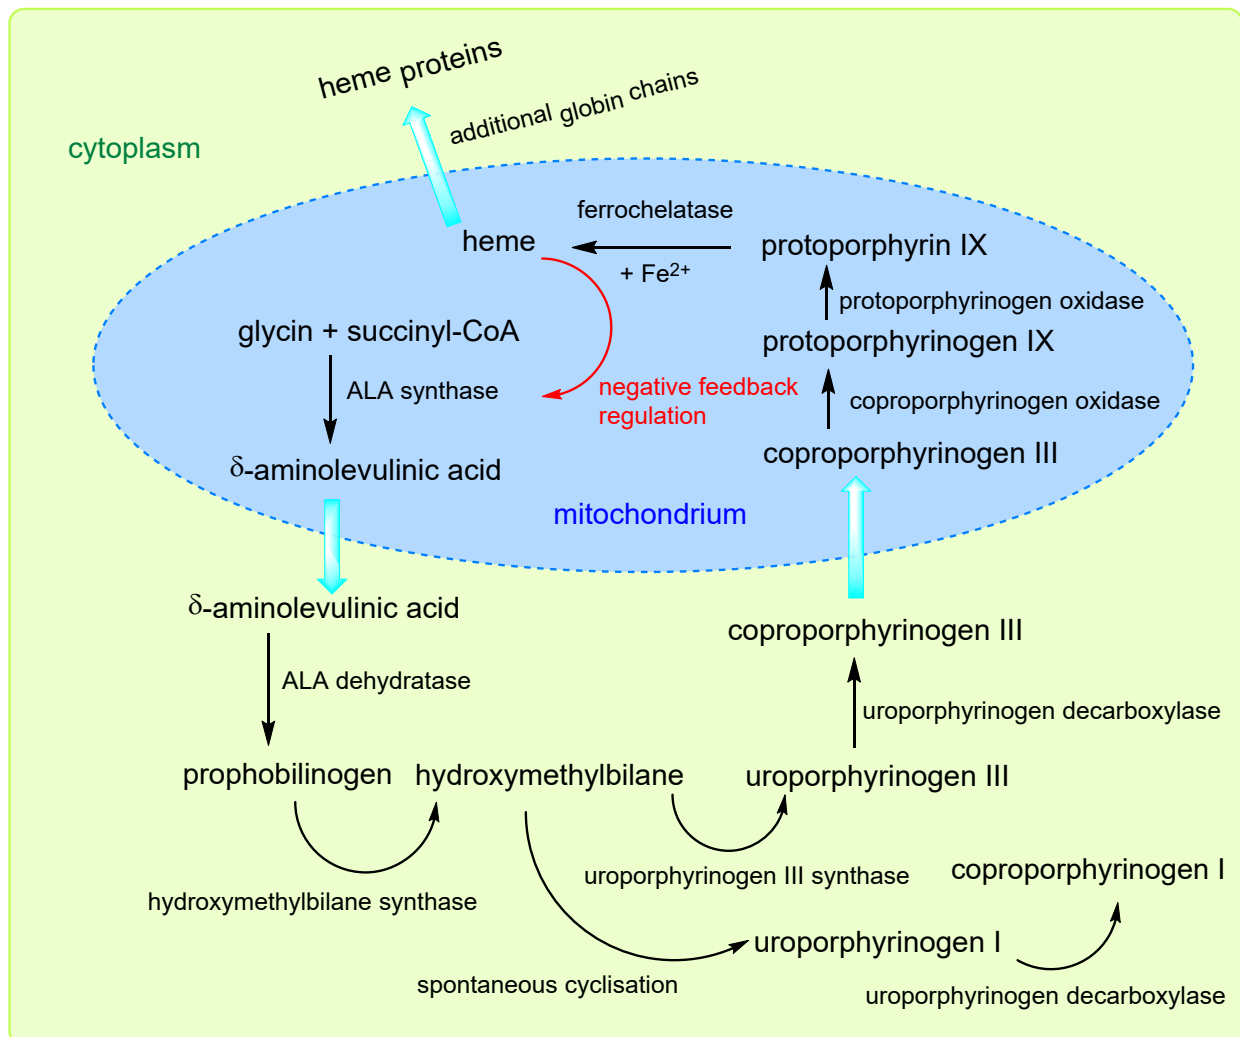 heme proteins
additional globin chains
cytoplasm
ferrochelatase
heme
protoporphyrin IX
+ Fe2+
protoporphyrinogen oxidase
glycin + succinyl-CoA
protoporphyrinogen IX
ALA synthase
negative feedback
regulation
coproporphyrinogen oxidase
coproporphyrinogen III
δ-aminolevulinic acid
mitochondrium
δ-aminolevulinic acid
coproporphyrinogen III
ALA dehydratase
uroporphyrinogen decarboxylase
prophobilinogen
hydroxymethylbilane
uroporphyrinogen III
uroporphyrinogen III synthase
coproporphyrinogen I
hydroxymethylbilane synthase
uroporphyrinogen I
spontaneous cyclisation
uroporphyrinogen decarboxylase